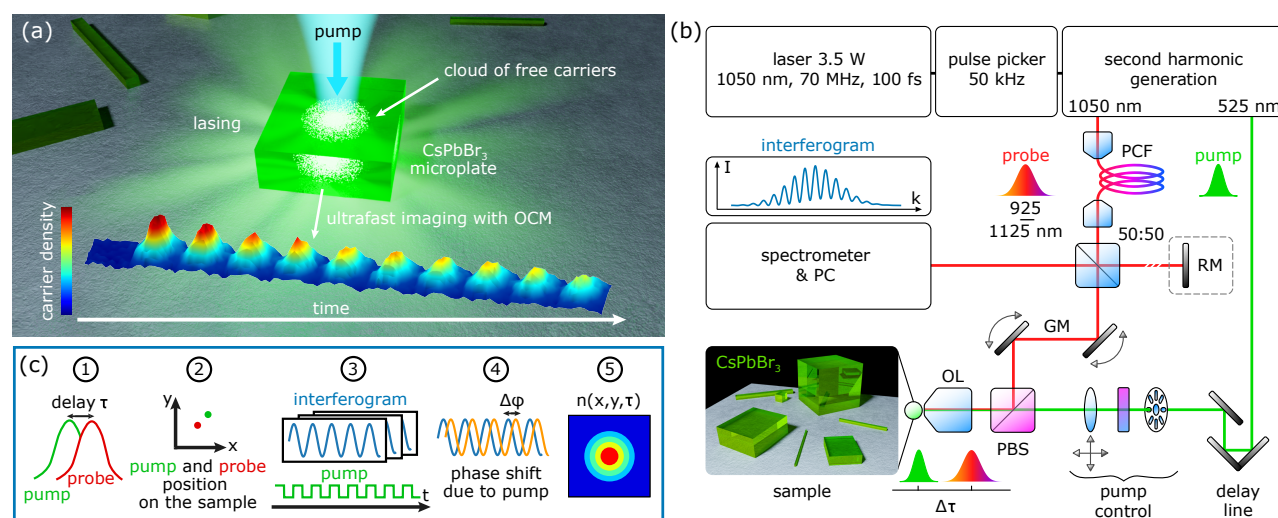 (a)
pump
cloud of free carriers
lasing
CsPbBr₃
microplate
ultrafast imaging with OCM
carrier density
time
(b)
laser 3.5 W
1050 nm, 70 MHz, 100 fs
pulse picker
50 kHz
second harmonic
generation
1050 nm
525 nm
interferogram
I
k
probe
925
1125 nm
PCF
pump
50:50
RM
spectrometer
& PC
GM
CsPbBr₃
OL
PBS
sample
Δτ
pump
control
delay
line
(c)
1
delay τ
pump
probe
2
y
x
pump and probe
position
on the sample
3
interferogram
pump
t
4
Δφ
phase shift
due to pump
5
n(x,y,τ)